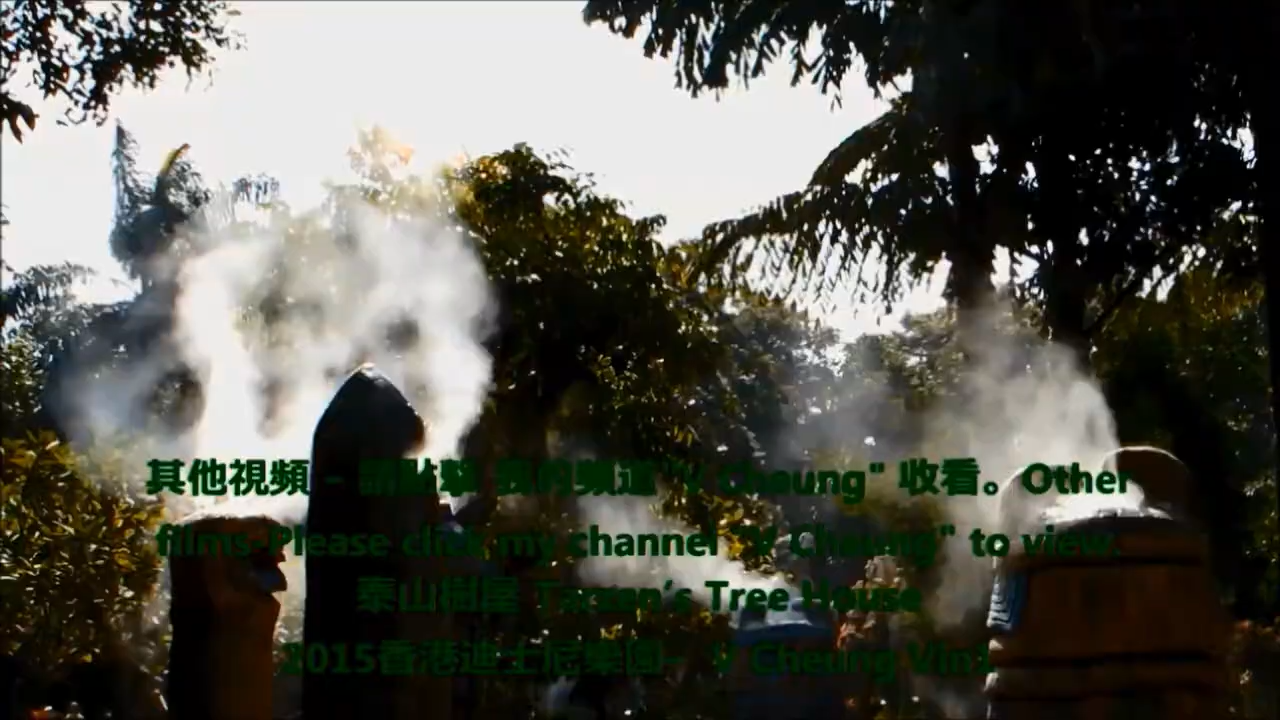 其他視頻 - 請點擊 我的頻道"V Cheung" 收看。Other
films-Please click my channel "V Cheung" to view.
泰山樹屋 Tarzan's Tree House
2015香港迪士尼樂園- V Cheung Vln1